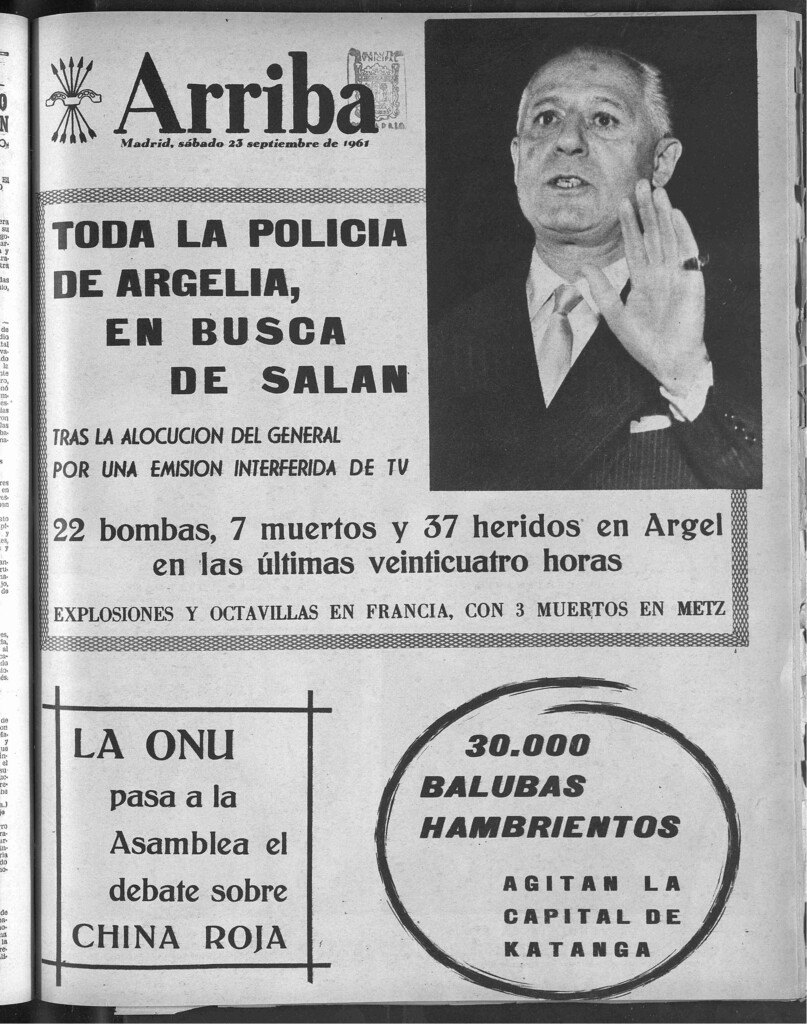 Arriba
Madrid, sábado 23 septiembre de 1961
TODA LA POLICIA
DE ARGELIA,
EN BUSCA
DE SALAN
TRAS LA ALOCUCION DEL GENERAL
POR UNA EMISION INTERFERIDA DE TV
22 bombas, 7 muertos y 37 heridos en Argel
en las últimas veinticuatro horas
EXPLOSIONES Y OCTAVILLAS EN FRANCIA, CON 3 MUERTOS EN METZ
LA ONU
pasa a la
Asamblea el
debate sobre
CHINA ROJA
30.000
BALUBAS
HAMBRIENTOS
AGITAN LA
CAPITAL DE
KATANGA